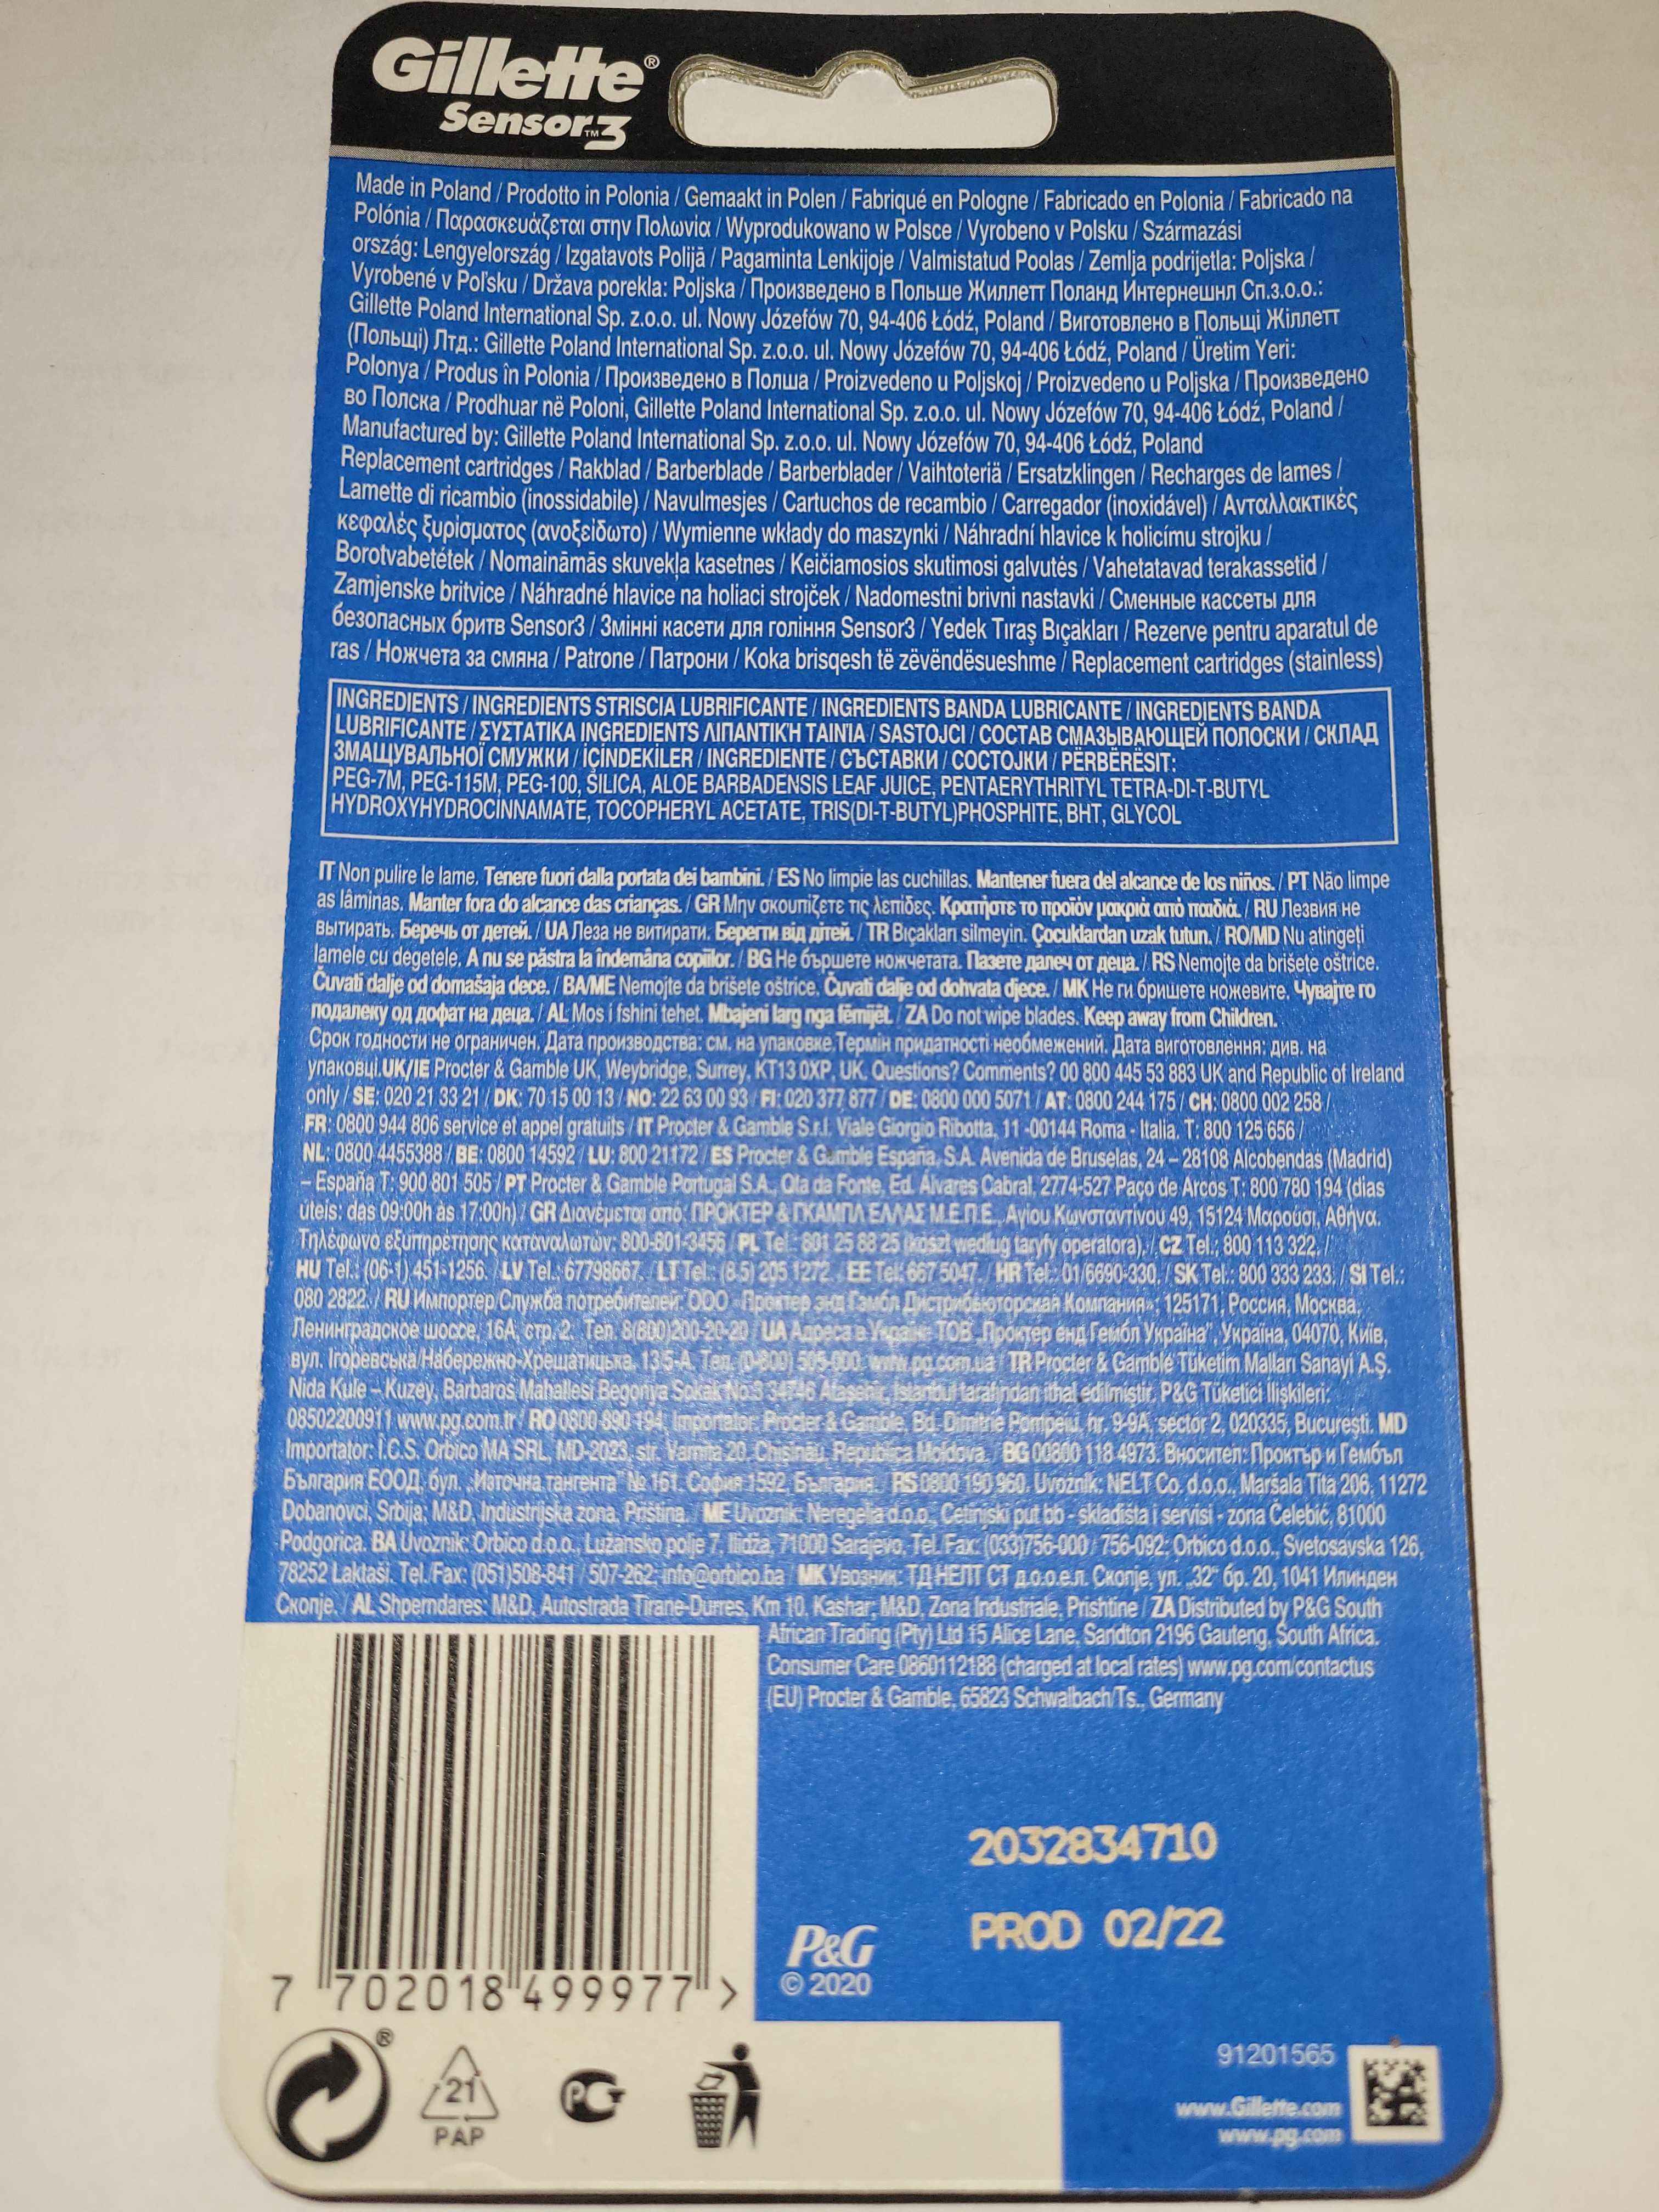 Gillette®
Sensor™3
Made in Poland / Prodotto in Polonia / Gemaakt in Polen / Fabriqué en Pologne / Fabricado en Polonia / Fabricado na
Polónia / Παρασκευάζεται στην Πολωνία / Wyprodukowano w Polsce / Vyrobeno v Polsku / Származási
ország: Lengyelország / Izgatavots Polijā / Pagaminta Lenkijoje / Valmistatud Poolas / Zemlja podrijetla: Poljska /
Vyrobené v Poľsku / Država porekla: Poljska / Произведено в Польше Жиллетт Поланд Интернешнл Сп.з.о.о.:
Gillette Poland International Sp. z.o.o. ul. Nowy Józefów 70, 94-406 Łódź, Poland / Виготовлено в Польщі Жіллетт
(Польщі) Лтд.: Gillette Poland International Sp. z.o.o. ul. Nowy Józefów 70, 94-406 Łódź, Poland / Üretim Yeri:
Polonya / Produs în Polonia / Произведено в Полша / Proizvedeno u Poljskoj / Proizvedeno u Poljska / Произведено
во Полска / Prodhuar në Poloni, Gillette Poland International Sp. z.o.o. ul. Nowy Józefów 70, 94-406 Łódź, Poland /
Manufactured by: Gillette Poland International Sp. z.o.o. ul. Nowy Józefów 70, 94-406 Łódź, Poland
Replacement cartridges / Rakblad / Barberblade / Barberblader / Vaihtoteriä / Ersatzklingen / Recharges de lames /
Lamette di ricambio (inossidabile) / Navulmesjes / Cartuchos de recambio / Carregador (inoxidável) / Ανταλλακτικές
κεφαλές ξυρίσματος (ανοξείδωτο) / Wymienne wkłady do maszynki / Náhradní hlavice k holicímu strojku /
Borotvabetétek / Nomaināmās skuvekļa kasetnes / Keičiamosios skutimosi galvutės / Vahetatavad terakassetid /
Zamjenske britvice / Náhradné hlavice na holiaci strojček / Nadomestni brivni nastavki / Сменные кассеты для
безопасных бритв Sensor3 / Змінні касети для гоління Sensor3 / Yedek Tıraş Bıçakları / Rezerve pentru aparatul de
ras / Ножчета за смяна / Patrone / Патрони / Koka brisqesh të zëvëndësueshme / Replacement cartridges (stainless)
INGREDIENTS / INGREDIENTS STRISCIA LUBRIFICANTE / INGREDIENTS BANDA LUBRICANTE / INGREDIENTS BANDA
LUBRIFICANTE / ΣΥΣΤΑΤΙΚΑ INGREDIENTS ΛΙΠΑΝΤΙΚΉ ΤΑΙΝΊΑ / SASTOJCI / СОСТАВ СМАЗЫВАЮЩЕЙ ПОЛОСКИ / СКЛАД
ЗМАЩУВАЛЬНОЇ СМУЖКИ / İÇİNDEKİLER / INGREDIENTE / СЪСТАВКИ / СОСТОЈКИ / PËRBËRËSIT:
PEG-7M, PEG-115M, PEG-100, SILICA, ALOE BARBADENSIS LEAF JUICE, PENTAERYTHRITYL TETRA-DI-T-BUTYL
HYDROXYHYDROCINNAMATE, TOCOPHERYL ACETATE, TRIS(DI-T-BUTYL)PHOSPHITE, BHT, GLYCOL
IT Non pulire le lame. Tenere fuori dalla portata dei bambini. / ES No limpie las cuchillas. Mantener fuera del alcance de los niños. / PT Não limpe
as lâminas. Manter fora do alcance das crianças. / GR Μην σκουπίζετε τις λεπίδες. Κρατήστε το προϊόν μακριά από παιδιά. / RU Лезвия не
вытирать. Беречь от детей. / UA Леза не витирати. Берегти від дітей. / TR Bıçakları silmeyin. Çocuklardan uzak tutun. / RO/MD Nu atingeți
lamele cu degetele. A nu se păstra la îndemâna copiilor. / BG Не бършете ножчетата. Пазете далеч от деца. / RS Nemojte da brišete oštrice.
Čuvati dalje od domašaja dece. / BA/ME Nemojte da brišete oštrice. Čuvati dalje od dohvata djece. / MK Не ги бришете ножевите. Чувајте го
подалеку од дофат на деца. / AL Mos i fshini tehet. Mbajeni larg nga fëmijët. / ZA Do not wipe blades. Keep away from Children.
Срок годности не ограничен. Дата производства: см. на упаковке.Термін придатності необмежений. Дата виготовлення: див. на
упаковці.UK/IE Procter & Gamble UK, Weybridge, Surrey, KT13 0XP, UK. Questions? Comments? 00 800 445 53 883 UK and Republic of Ireland
only / SE: 020 21 33 21 / DK: 70 15 00 13 / NO: 22 63 00 93 / FI: 020 377 877 / DE: 0800 000 5071 / AT: 0800 244 175 / CH: 0800 002 258 /
FR: 0800 944 806 service et appel gratuits / IT Procter & Gamble S.r.l. Viale Giorgio Ribotta, 11 -00144 Roma - Italia. T: 800 125 656 /
NL: 0800 4455388 / BE: 0800 14592 / LU: 800 21172 / ES Procter & Gamble España, S.A. Avenida de Bruselas, 24 – 28108 Alcobendas (Madrid)
– España T: 900 801 505 / PT Procter & Gamble Portugal S.A., Qta da Fonte, Ed. Álvares Cabral, 2774-527 Paço de Arcos T: 800 780 194 (dias
úteis: das 09:00h às 17:00h) / GR Διανέμεται από: ΠΡΟΚΤΕΡ & ΓΚΑΜΠΛ ΕΛΛΑΣ Μ.Ε.Π.Ε. Αγίου Κωνσταντίνου 49, 15124 Μαρούσι, Αθήνα.
Τηλέφωνο εξυπηρέτησης καταναλωτών: 800-801-3456 / PL Tel.: 801 25 88 25 (koszt według taryfy operatora). / CZ Tel.: 800 113 322. /
HU Tel.: (06-1) 451-1256. / LV Tel.: 67798667. / LT Tel.: (8 5) 205 1272. / EE Tel: 667 5047. / HR Tel.: 01/6690-330. / SK Tel.: 800 333 233. / SI Tel.:
080 2822. / RU Импортер/Служба потребителей: ООО «Проктер энд Гэмбл Дистрибьюторская Компания», 125171, Россия, Москва,
Ленинградское шоссе, 16А, стр. 2. Тел. 8(800)200-20-20 / UA Адреса в Україні: ТОВ „Проктер енд Гембл Україна", Україна, 04070, Київ,
вул. Ігоревська/Набережно-Хрещатицька, 13/5-А. Тел. (0-800) 505-000. www.pg.com.ua / TR Procter & Gamble Tüketim Malları Sanayi A.Ş.
Nida Kule – Kuzey, Barbaros Mahallesi Begonya Sokak No:3 34746 Ataşehir, İstanbul tarafından ithal edilmiştir. P&G Tüketici İlişkileri:
08502200911 www.pg.com.tr / RO 0800 890 194, Importator: Procter & Gamble, Bd. Dimitrie Pompeiu, nr. 9-9A, sector 2, 020335, București. MD
Importator: Î.C.S. Orbico MA SRL, MD-2023, str. Varnița 20, Chișinău, Republica Moldova. / BG 00800 118 4973. Вносител: Проктър и Гембъл
България ЕООД, бул. „Източна тангента" № 161, София 1592, България. / RS 0800 190 960. Uvoznik: NELT Co. d.o.o., Maršala Tita 206, 11272
Dobanovci, Srbija; M&D, Industrijska zona, Priština. / ME Uvoznik: Neregelia d.o.o., Cetinjski put bb - skladišta i servisi - zona Čelebić, 81000
Podgorica. BA Uvoznik: Orbico d.o.o., Lužansko polje 7, Ilidža, 71000 Sarajevo, Tel./Fax: (033)756-000 / 756-092; Orbico d.o.o., Svetosavska 126,
78252 Laktaši. Tel./Fax: (051)508-841 / 507-262; info@orbico.ba / MK Увозник: ТД НЕЛТ СТ д.о.о.е.л. Скопје, ул. „32" бр. 20, 1041 Илинден
Скопје. / AL Shperndares: M&D, Autostrada Tirane-Durres, Km 10, Kashar; M&D, Zona Industriale, Prishtine / ZA Distributed by P&G South
African Trading (Pty) Ltd 15 Alice Lane, Sandton 2196 Gauteng, South Africa.
Consumer Care 0860112188 (charged at local rates) www.pg.com/contactus
(EU) Procter & Gamble, 65823 Schwalbach/Ts., Germany
2032834710
PROD 02/22
P&G
© 2020
7 702018 499977 >
®
21
PAP
РСТ
91201565
www.Gillette.com
www.pg.com